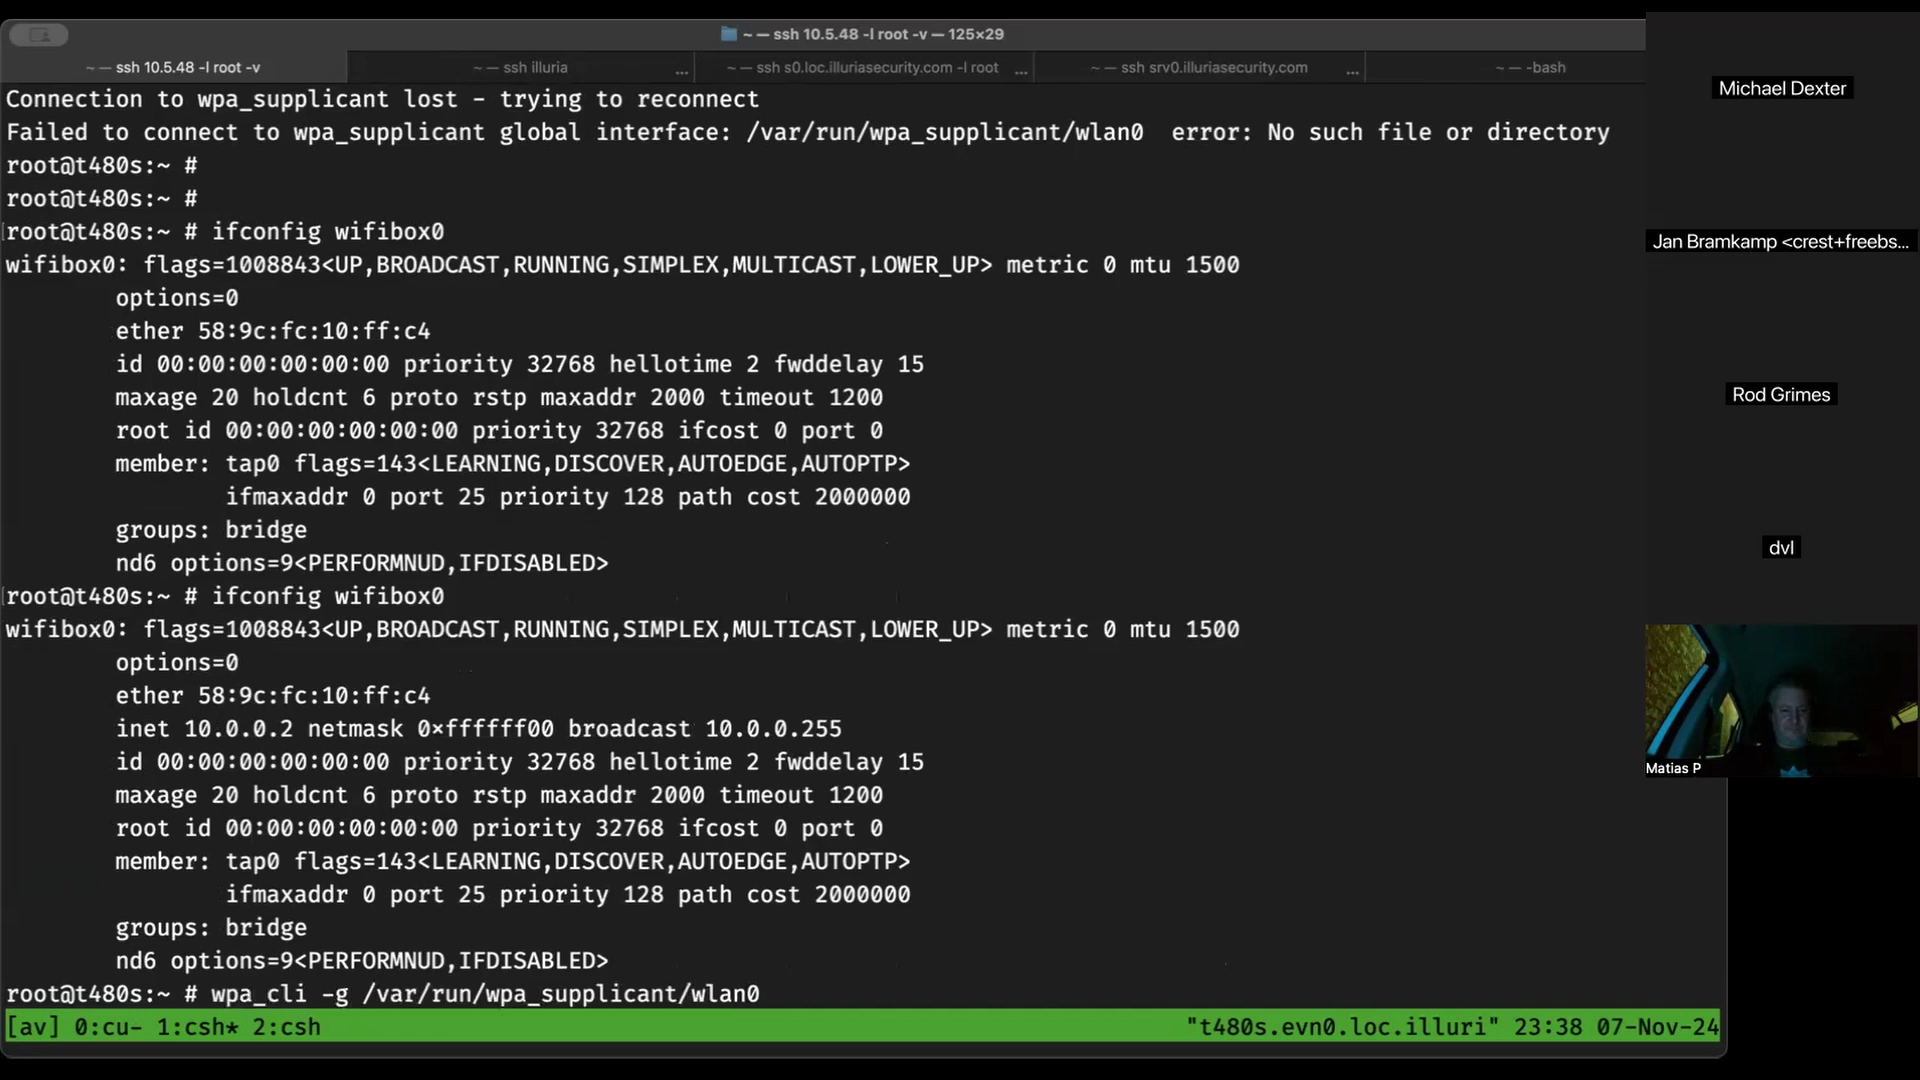 ~ — ssh 10.5.48 -l root -v — 125×29
~ — ssh 10.5.48 -l root -v
~ — ssh illuria ...
~ — ssh s0.loc.illuriasecurity.com -l root ...
~ — ssh srv0.illuriasecurity.com ...
~ — -bash
Connection to wpa_supplicant lost - trying to reconnect
Failed to connect to wpa_supplicant global interface: /var/run/wpa_supplicant/wlan0  error: No such file or directory
root@t480s:~ #
root@t480s:~ #
root@t480s:~ # ifconfig wifibox0
wifibox0: flags=1008843<UP,BROADCAST,RUNNING,SIMPLEX,MULTICAST,LOWER_UP> metric 0 mtu 1500
options=0
ether 58:9c:fc:10:ff:c4
id 00:00:00:00:00:00 priority 32768 hellotime 2 fwddelay 15
maxage 20 holdcnt 6 proto rstp maxaddr 2000 timeout 1200
root id 00:00:00:00:00:00 priority 32768 ifcost 0 port 0
member: tap0 flags=143<LEARNING,DISCOVER,AUTOEDGE,AUTOPTP>
ifmaxaddr 0 port 25 priority 128 path cost 2000000
groups: bridge
nd6 options=9<PERFORMNUD,IFDISABLED>
root@t480s:~ # ifconfig wifibox0
wifibox0: flags=1008843<UP,BROADCAST,RUNNING,SIMPLEX,MULTICAST,LOWER_UP> metric 0 mtu 1500
options=0
ether 58:9c:fc:10:ff:c4
inet 10.0.0.2 netmask 0xffffff00 broadcast 10.0.0.255
id 00:00:00:00:00:00 priority 32768 hellotime 2 fwddelay 15
maxage 20 holdcnt 6 proto rstp maxaddr 2000 timeout 1200
root id 00:00:00:00:00:00 priority 32768 ifcost 0 port 0
member: tap0 flags=143<LEARNING,DISCOVER,AUTOEDGE,AUTOPTP>
ifmaxaddr 0 port 25 priority 128 path cost 2000000
groups: bridge
nd6 options=9<PERFORMNUD,IFDISABLED>
root@t480s:~ # wpa_cli -g /var/run/wpa_supplicant/wlan0
[av] 0:cu- 1:csh* 2:csh "t480s.evn0.loc.illuri" 23:38 07-Nov-24
Michael Dexter
Jan Bramkamp <crest+freebs...
Rod Grimes
dvl
Matias P